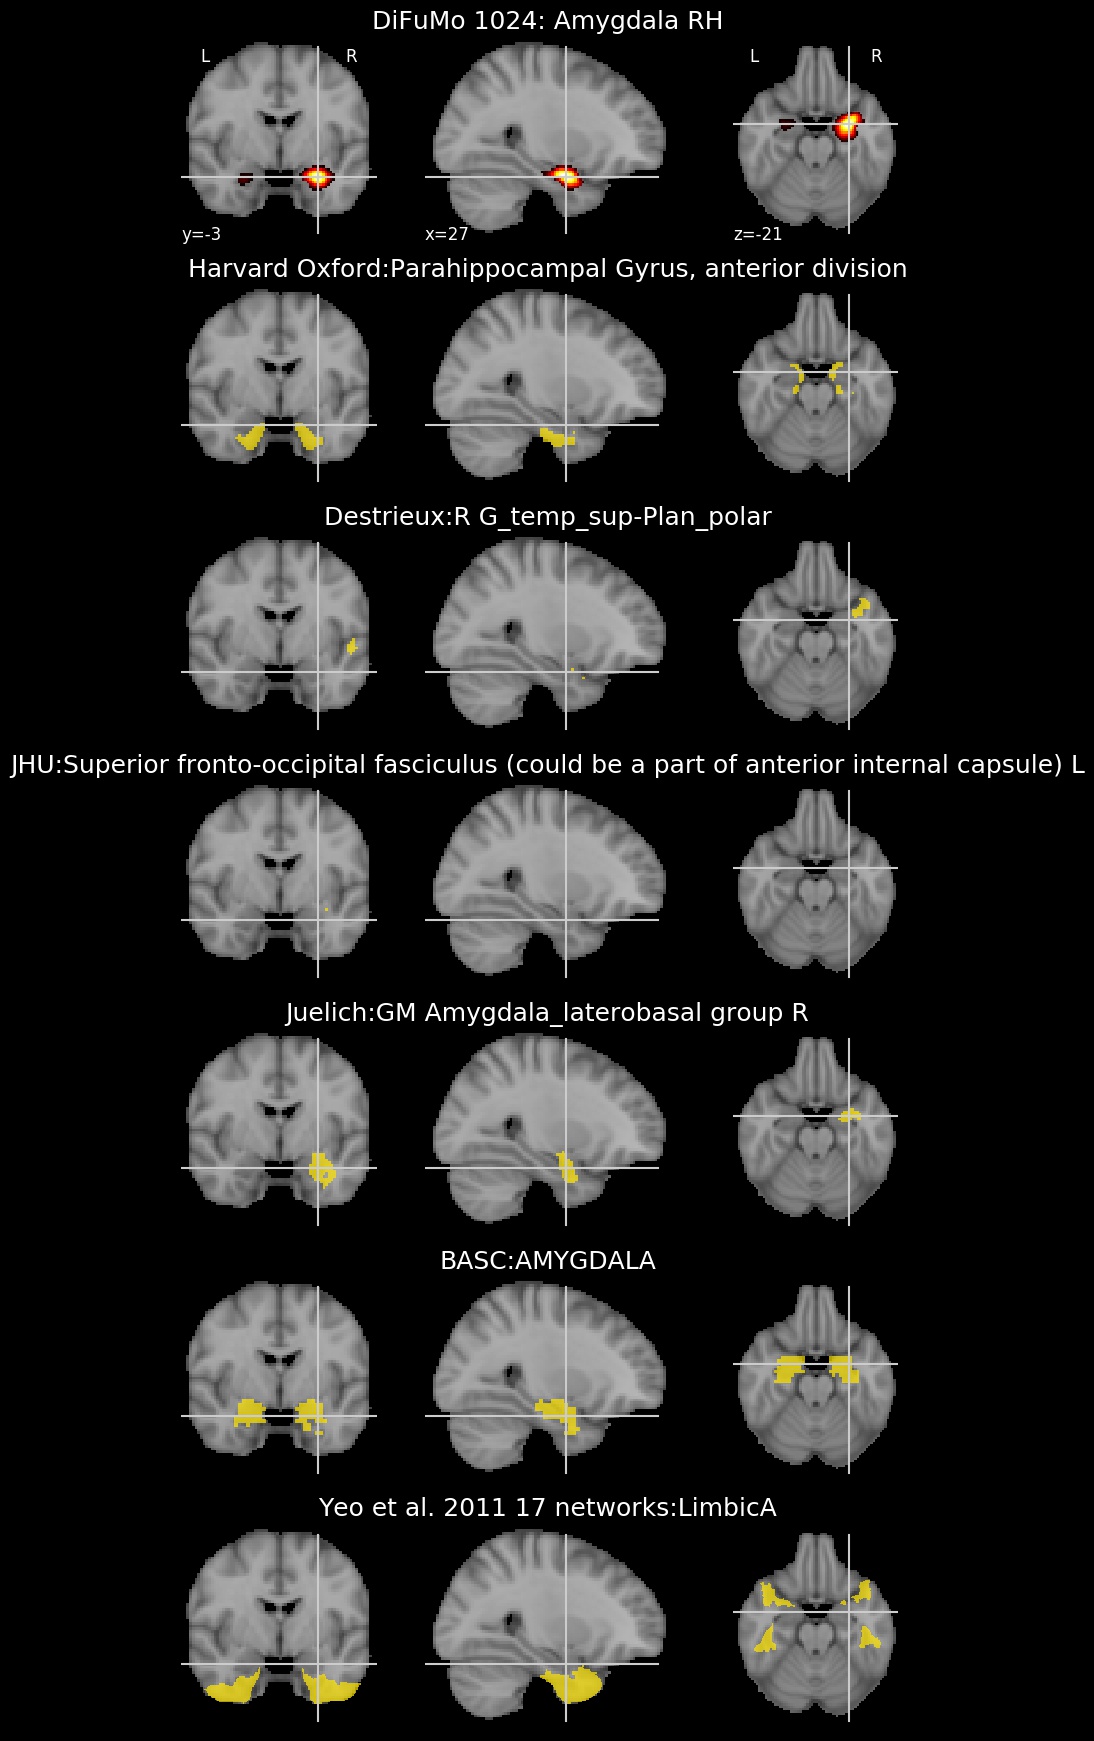 DiFuMo 1024: Amygdala RH
L R L R
y=-3 x=27 z=-21
Harvard Oxford:Parahippocampal Gyrus, anterior division
Destrieux:R G_temp_sup-Plan_polar
JHU:Superior fronto-occipital fasciculus (could be a part of anterior internal capsule) L
Juelich:GM Amygdala_laterobasal group R
BASC:AMYGDALA
Yeo et al. 2011 17 networks:LimbicA